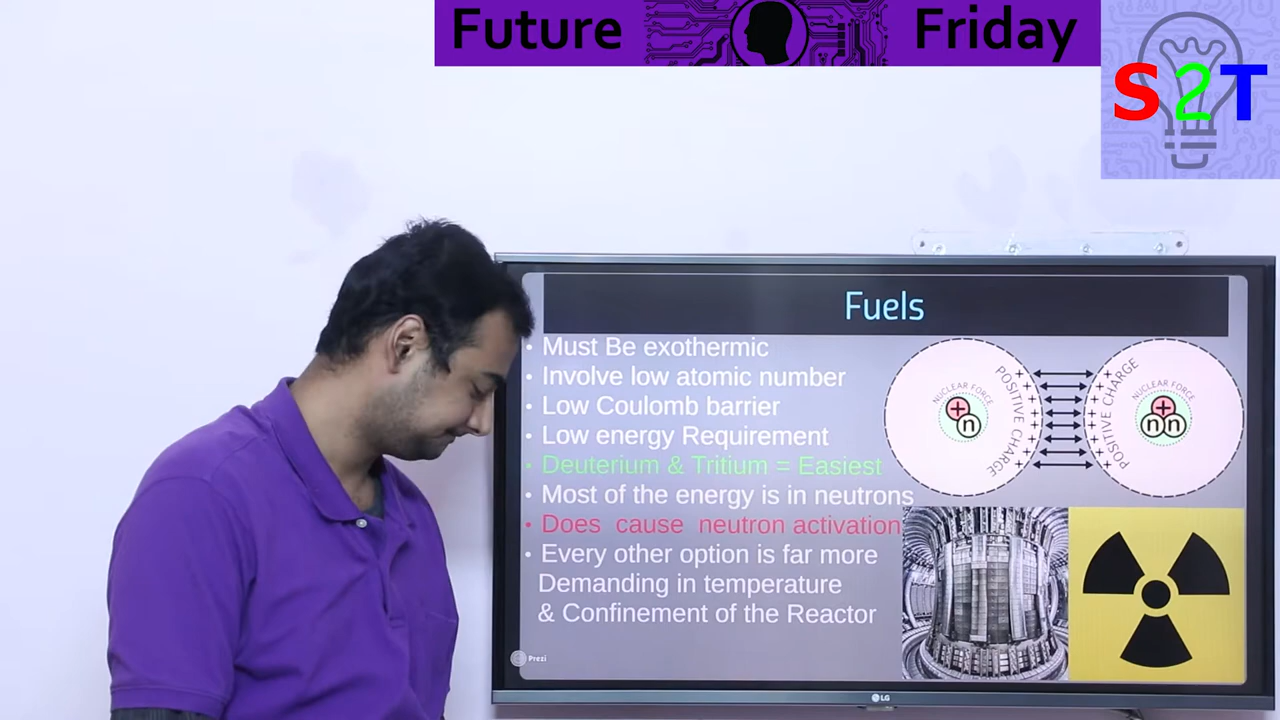 Future Friday
S2T
Fuels
• Must Be exothermic
• Involve low atomic number
• Low Coulomb barrier
• Low energy Requirement
• Deuterium & Tritium = Easiest
• Most of the energy is in neutrons
• Does cause neutron activation
• Every other option is far more
Demanding in temperature
& Confinement of the Reactor
NUCLEAR FORCE
+
n
POSITIVE CHARGE
NUCLEAR FORCE
+
n n
POSITIVE CHARGE
Prezi
LG